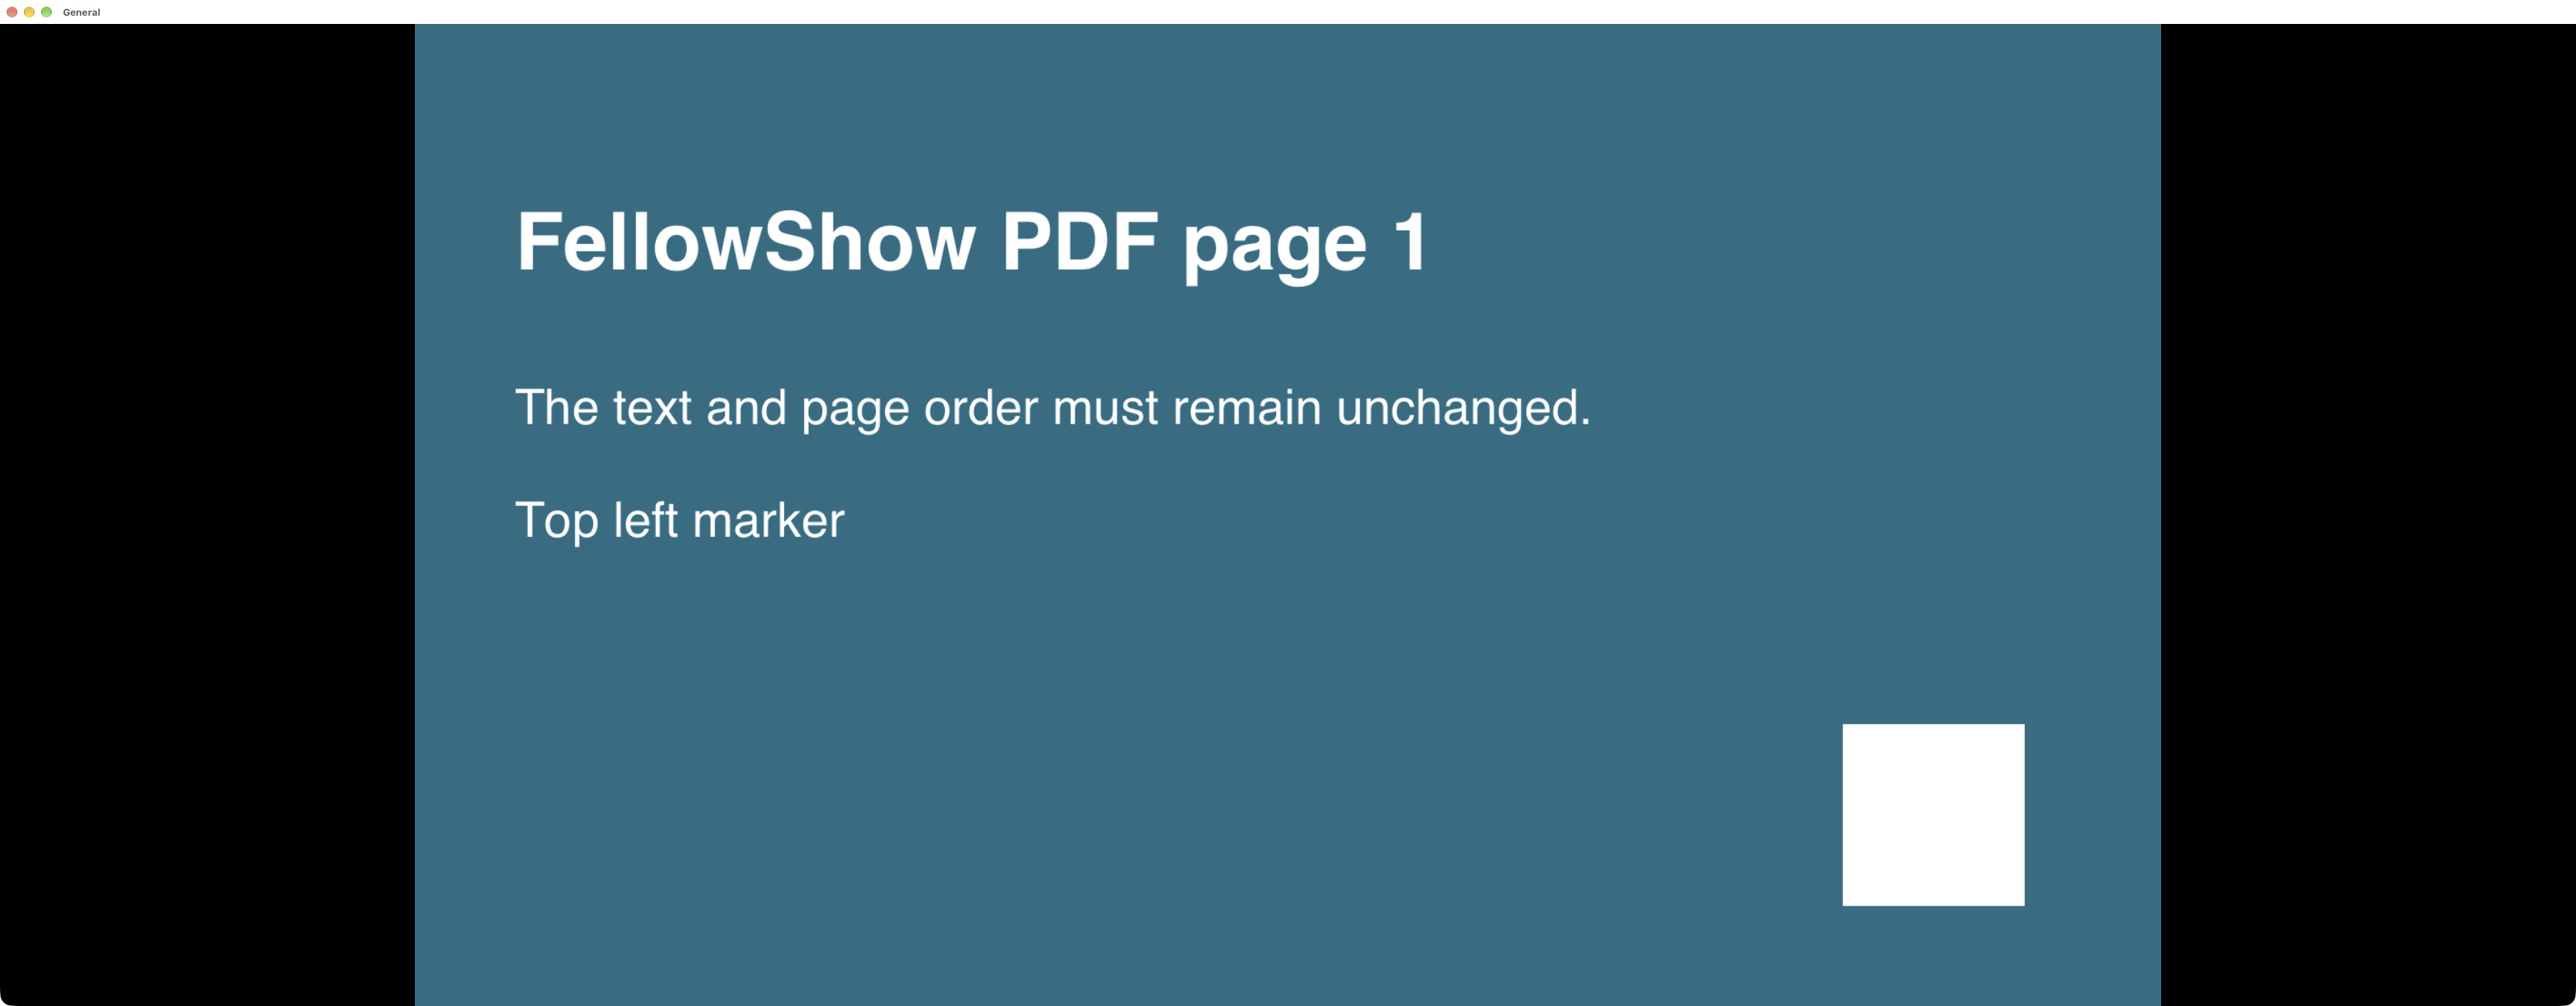 General
FellowShow PDF page 1
The text and page order must remain unchanged.
Top left marker